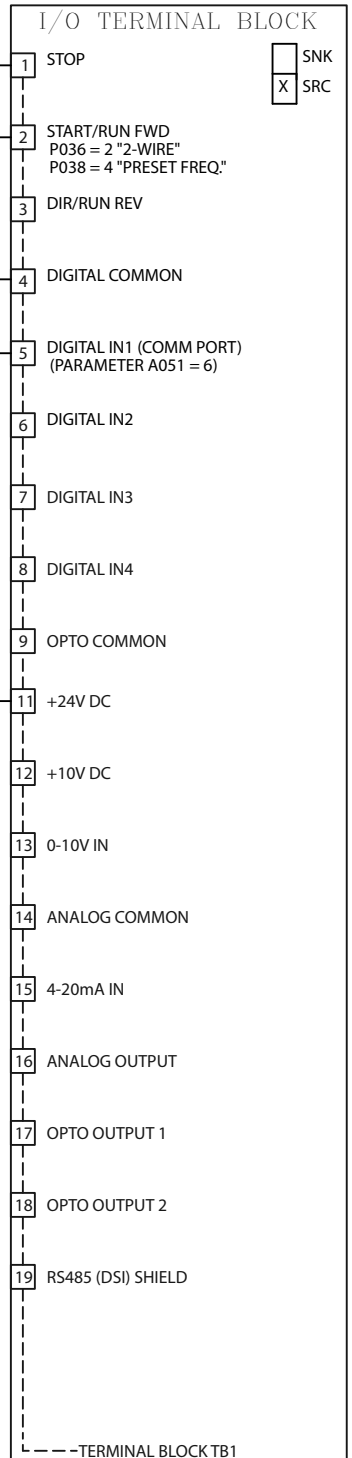 I/O TERMINAL BLOCK
SNK
X SRC
1 STOP
2 START/RUN FWD
P036 = 2 "2-WIRE"
P038 = 4 "PRESET FREQ."
3 DIR/RUN REV
4 DIGITAL COMMON
5 DIGITAL IN1 (COMM PORT)
(PARAMETER A051 = 6)
6 DIGITAL IN2
7 DIGITAL IN3
8 DIGITAL IN4
9 OPTO COMMON
11 +24V DC
12 +10V DC
13 0-10V IN
14 ANALOG COMMON
15 4-20mA IN
16 ANALOG OUTPUT
17 OPTO OUTPUT 1
18 OPTO OUTPUT 2
19 RS485 (DSI) SHIELD
TERMINAL BLOCK TB1